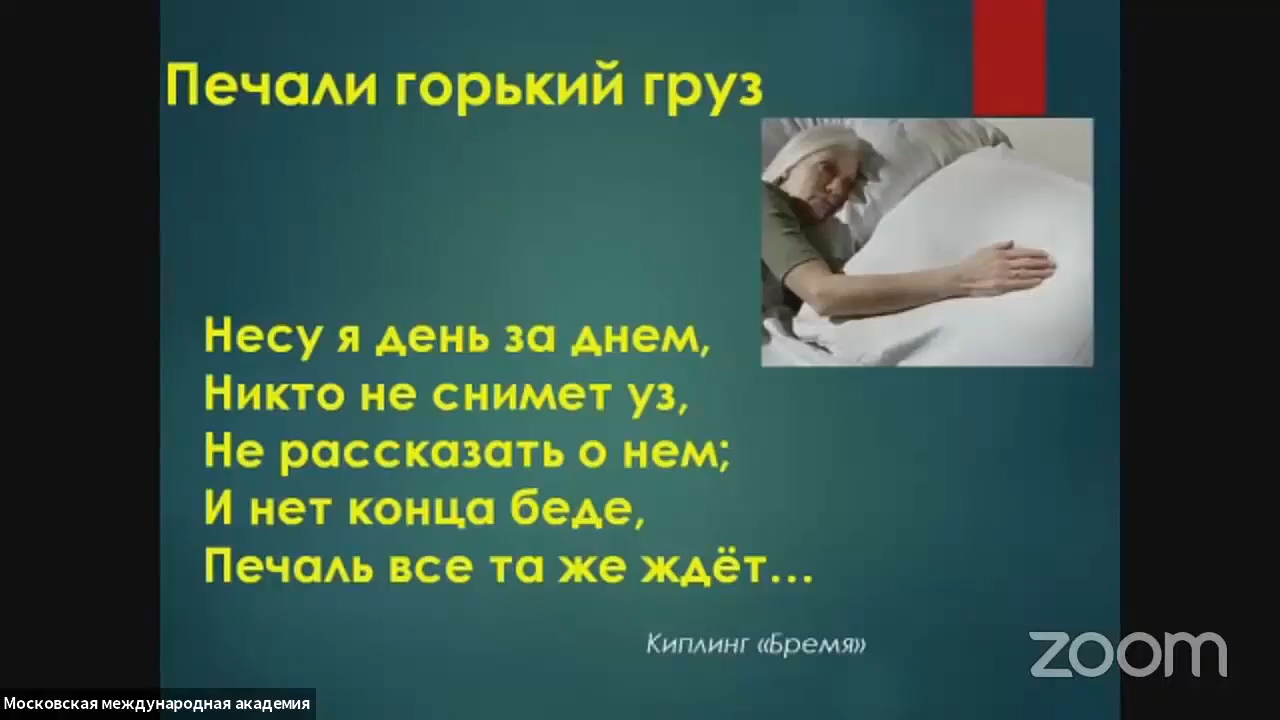 Печали горький груз
Несу я день за днем,
Никто не снимет уз,
Не рассказать о нем;
И нет конца беде,
Печаль все та же ждёт...
Киплинг «Бремя»
zoom
Московская международная академия